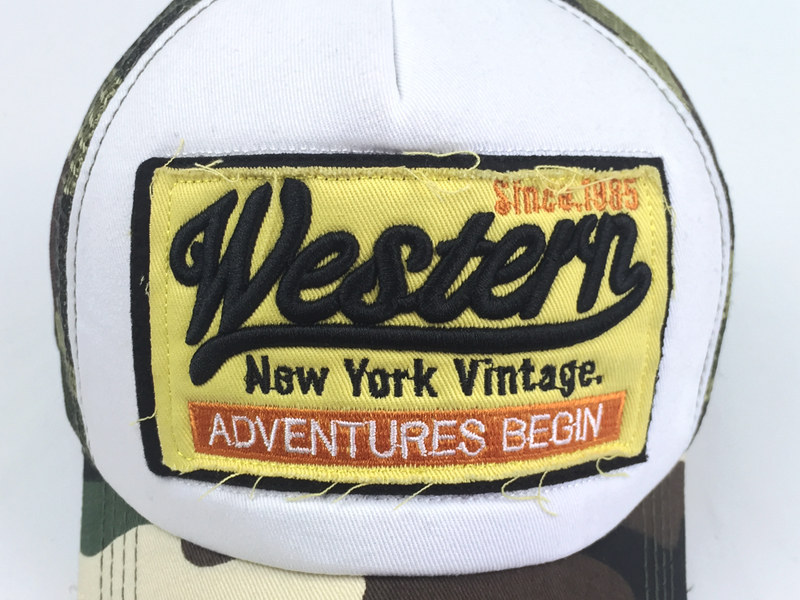 Since.1985
Western
New York Vintage.
ADVENTURES BEGIN